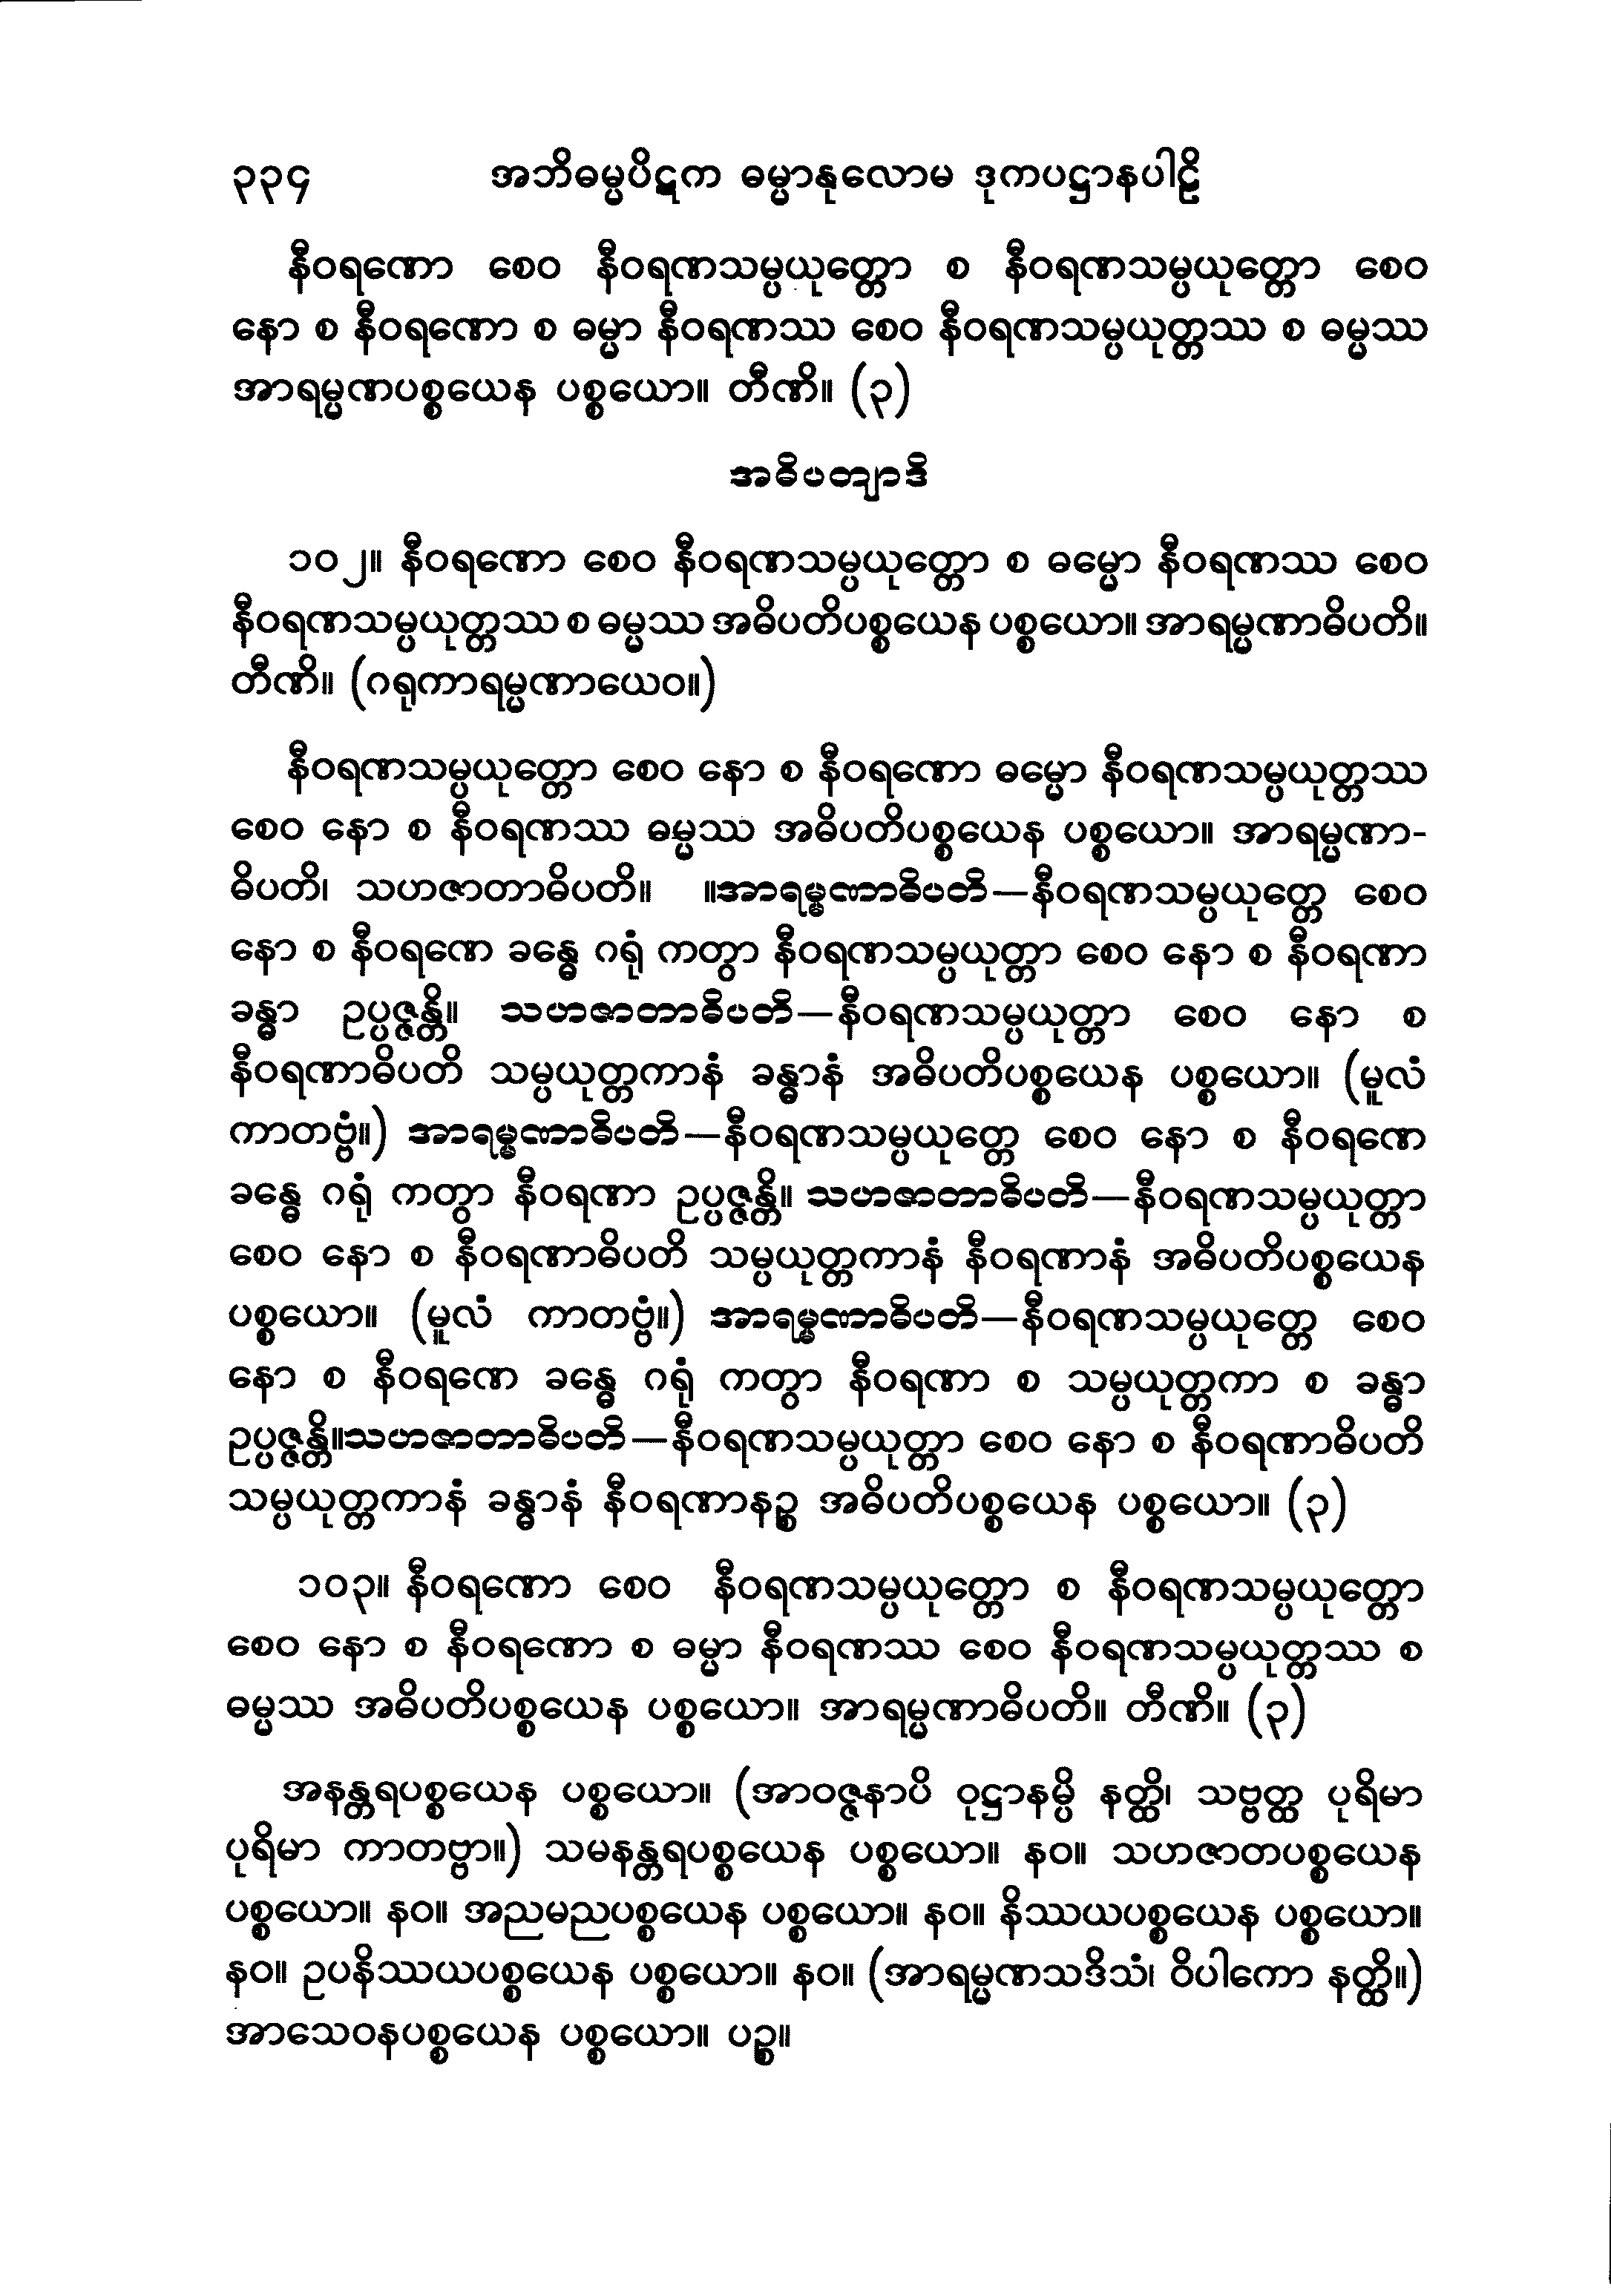 ၃၃၄ အဘိဓမ္မပိဋက ဓမ္မာနုလောမ ဒုကပဋ္ဌာနပါဠိ
နီဝရဏော စေဝ နီဝရဏသမ္ပယုတ္တော စ နီဝရဏသမ္ပယုတ္တော စေဝ
နော စ နီဝရဏော စ ဓမ္မာ နီဝရဏဿ စေဝ နီဝရဏသမ္ပယုတ္တဿ စ ဓမ္မဿ
အာရမ္မဏပစ္စယေန ပစ္စယော။ တီဏိ။ (၃)
အဓိပတျာဒိ
၁၀၂။ နီဝရဏော စေဝ နီဝရဏသမ္ပယုတ္တော စ ဓမ္မော နီဝရဏဿ စေဝ
နီဝရဏသမ္ပယုတ္တဿ စ ဓမ္မဿ အဓိပတိပစ္စယေန ပစ္စယော။ အာရမ္မဏာဓိပတိ။
တီဏိ။ (ဂရုကာရမ္မဏာယေဝ။)
နီဝရဏသမ္ပယုတ္တော စေဝ နော စ နီဝရဏော ဓမ္မော နီဝရဏသမ္ပယုတ္တဿ
စေဝ နော စ နီဝရဏဿ ဓမ္မဿ အဓိပတိပစ္စယေန ပစ္စယော။ အာရမ္မဏာ-
ဓိပတိ၊ သဟဇာတာဓိပတိ။ ။အာရမ္မဏာဓိပတိ—နီဝရဏသမ္ပယုတ္တေ စေဝ
နော စ နီဝရဏေ ခန္ဓေ ဂရုံ ကတွာ နီဝရဏသမ္ပယုတ္တာ စေဝ နော စ နီဝရဏာ
ခန္ဓာ ဥပ္ပဇ္ဇန္တိ။ သဟဇာတာဓိပတိ—နီဝရဏသမ္ပယုတ္တာ စေဝ နော စ
နီဝရဏာဓိပတိ သမ္ပယုတ္တကာနံ ခန္ဓာနံ အဓိပတိပစ္စယေန ပစ္စယော။ (မူလံ
ကာတဗ္ဗံ။) အာရမ္မဏာဓိပတိ—နီဝရဏသမ္ပယုတ္တေ စေဝ နော စ နီဝရဏေ
ခန္ဓေ ဂရုံ ကတွာ နီဝရဏာ ဥပ္ပဇ္ဇန္တိ။ သဟဇာတာဓိပတိ—နီဝရဏသမ္ပယုတ္တာ
စေဝ နော စ နီဝရဏာဓိပတိ သမ္ပယုတ္တကာနံ နီဝရဏာနံ အဓိပတိပစ္စယေန
ပစ္စယော။ (မူလံ ကာတဗ္ဗံ။) အာရမ္မဏာဓိပတိ—နီဝရဏသမ္ပယုတ္တေ စေဝ
နော စ နီဝရဏေ ခန္ဓေ ဂရုံ ကတွာ နီဝရဏာ စ သမ္ပယုတ္တကာ စ ခန္ဓာ
ဥပ္ပဇ္ဇန္တိ။သဟဇာတာဓိပတိ—နီဝရဏသမ္ပယုတ္တာ စေဝ နော စ နီဝရဏာဓိပတိ
သမ္ပယုတ္တကာနံ ခန္ဓာနံ နီဝရဏာနဉ္စ အဓိပတိပစ္စယေန ပစ္စယော။ (၃)
၁၀၃။ နီဝရဏော စေဝ နီဝရဏသမ္ပယုတ္တော စ နီဝရဏသမ္ပယုတ္တော
စေဝ နော စ နီဝရဏော စ ဓမ္မာ နီဝရဏဿ စေဝ နီဝရဏသမ္ပယုတ္တဿ စ
ဓမ္မဿ အဓိပတိပစ္စယေန ပစ္စယော။ အာရမ္မဏာဓိပတိ။ တီဏိ။ (၃)
အနန္တရပစ္စယေန ပစ္စယော။ (အာဝဇ္ဇနာပိ ဝုဋ္ဌာနမ္ပိ နတ္ထိ၊ သဗ္ဗတ္ထ ပုရိမာ
ပုရိမာ ကာတဗ္ဗာ။) သမနန္တရပစ္စယေန ပစ္စယော။ နဝ။ သဟဇာတပစ္စယေန
ပစ္စယော။ နဝ။ အညမညပစ္စယေန ပစ္စယော။ နဝ။ နိဿယပစ္စယေန ပစ္စယော။
နဝ။ ဥပနိဿယပစ္စယေန ပစ္စယော။ နဝ။ (အာရမ္မဏသဒိသံ၊ ဝိပါကော နတ္ထိ။)
အာသေဝနပစ္စယေန ပစ္စယော။ ပဉ္စ။